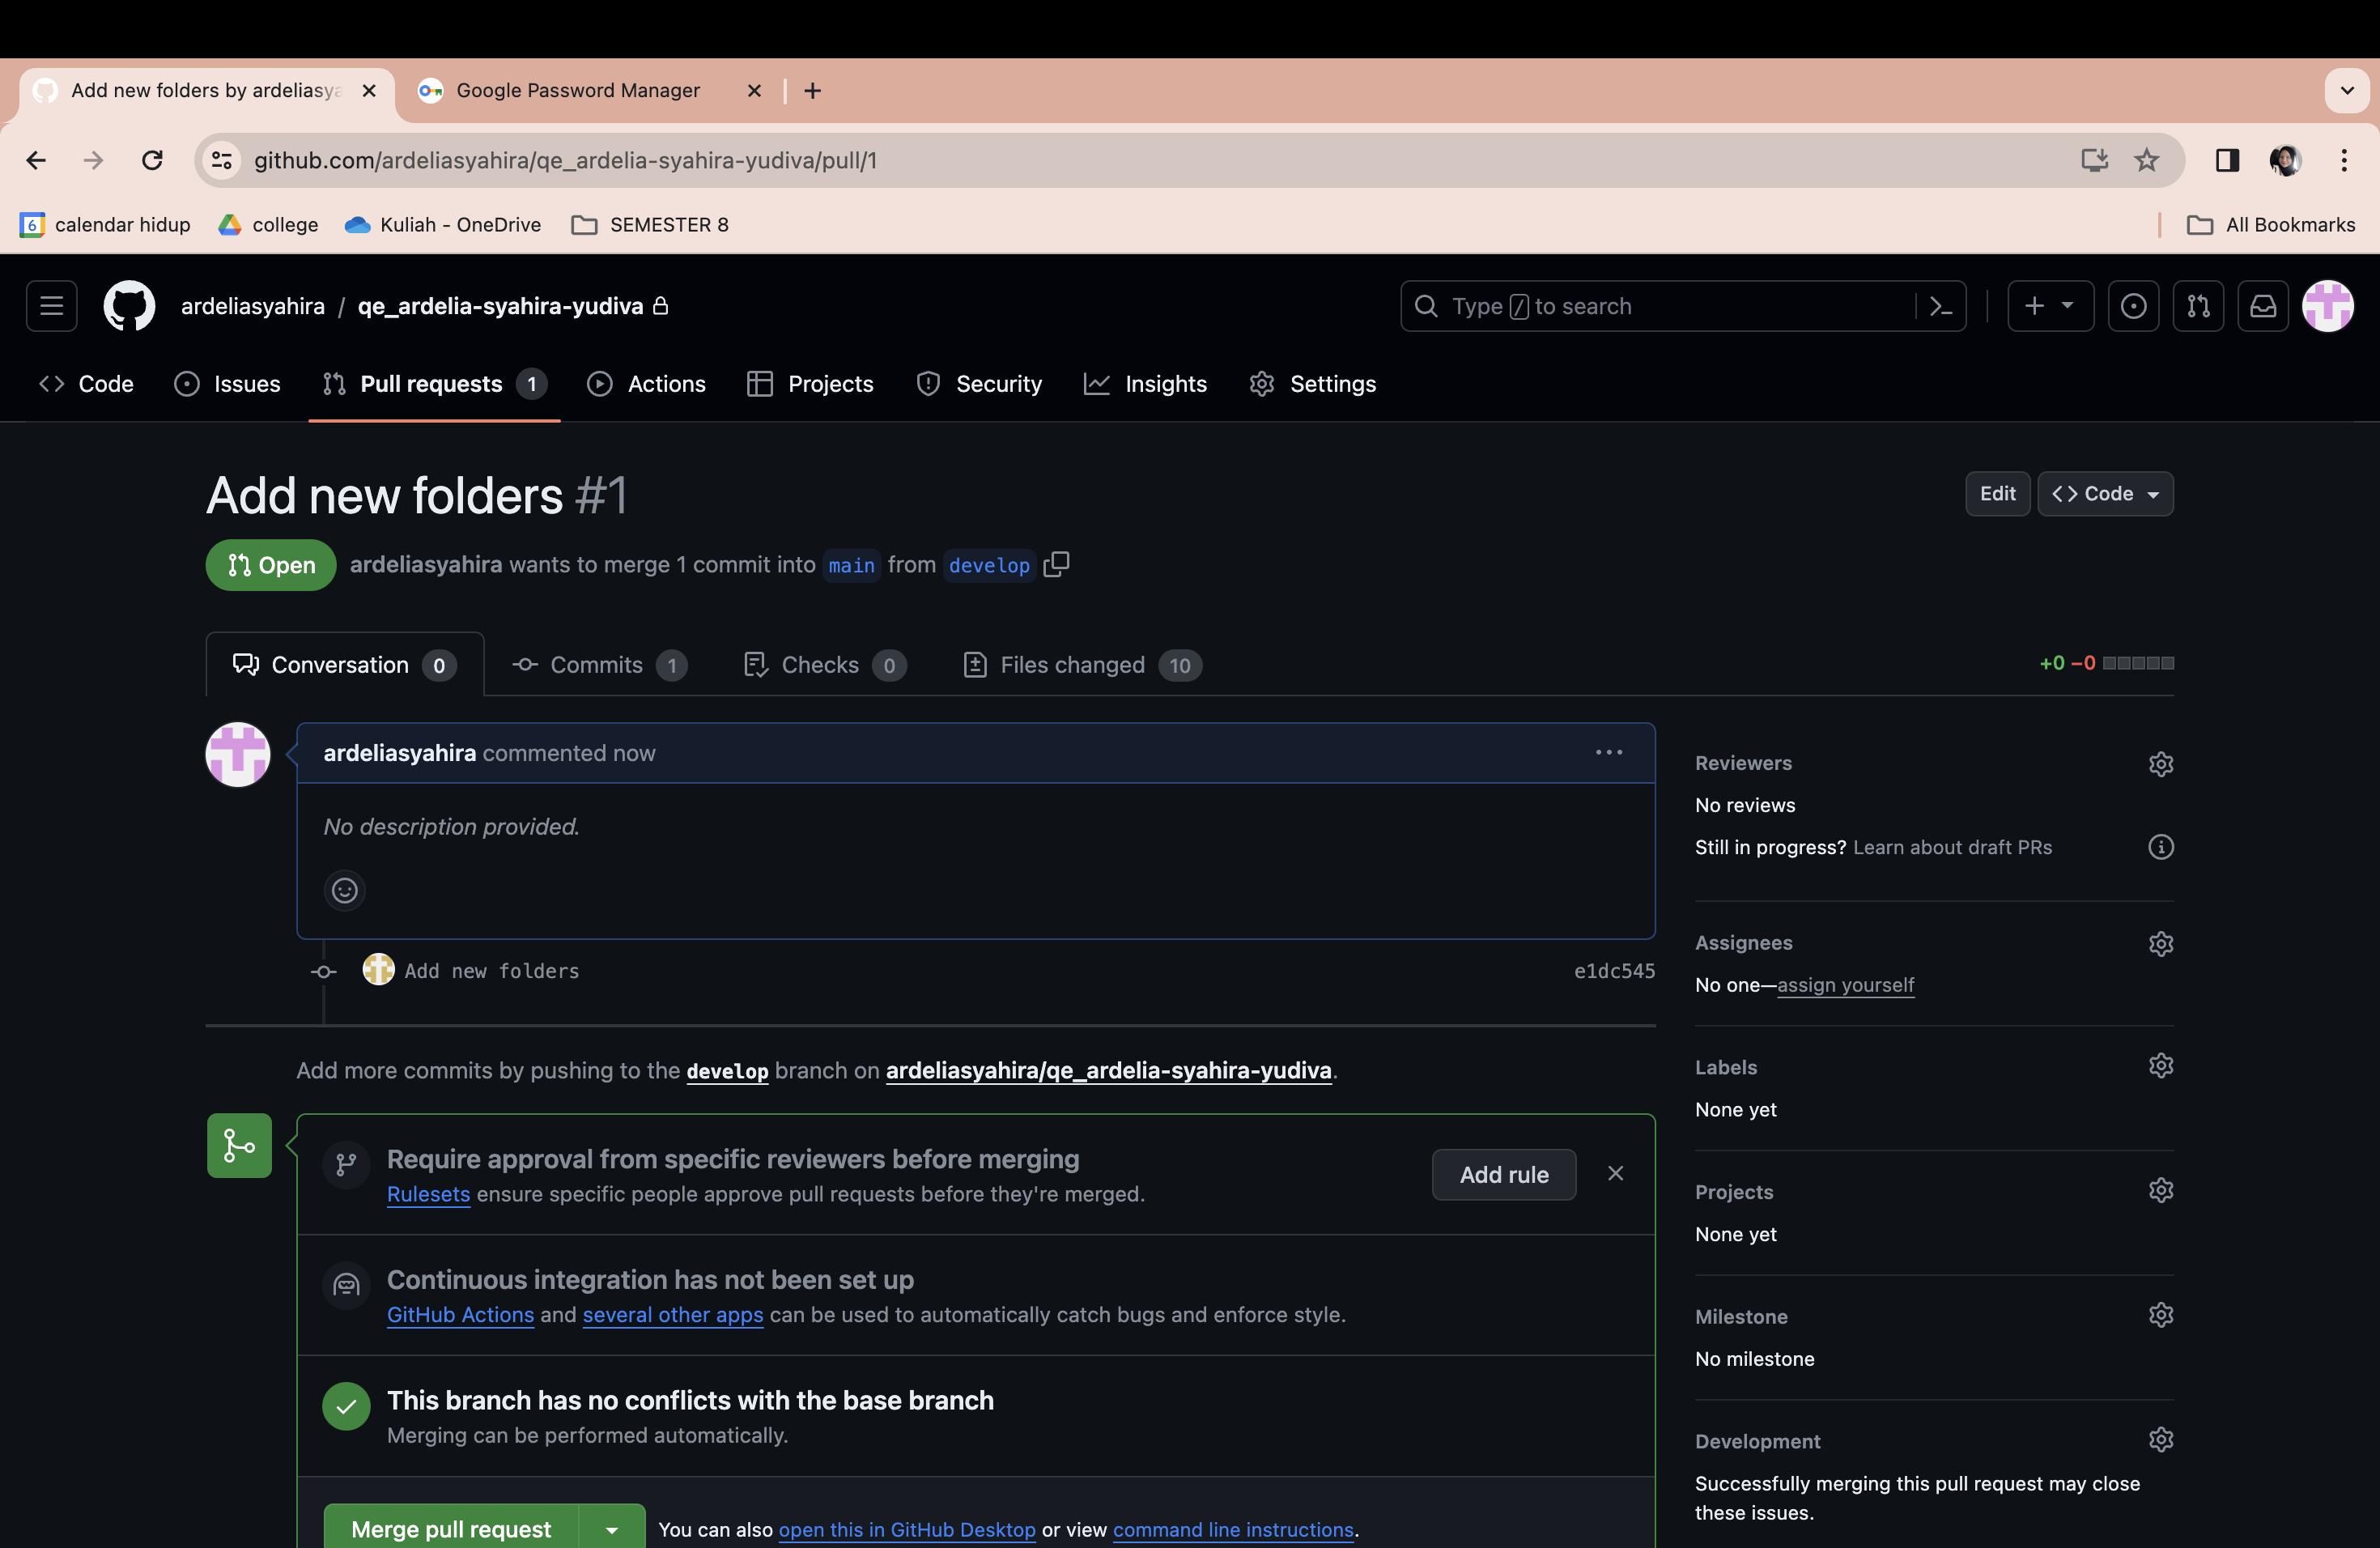 Add new folders by ardeliasya
Google Password Manager
github.com/ardeliasyahira/qe_ardelia-syahira-yudiva/pull/1
6 calendar hidup
college
Kuliah - OneDrive
SEMESTER 8
All Bookmarks
ardeliasyahira / qe_ardelia-syahira-yudiva
Type / to search
Code
Issues
Pull requests 1
Actions
Projects
Security
Insights
Settings
Add new folders #1
Edit
Code
Open
ardeliasyahira wants to merge 1 commit into main from develop
Conversation 0
Commits 1
Checks 0
Files changed 10
+0 −0
ardeliasyahira commented now
No description provided.
Add new folders
e1dc545
Add more commits by pushing to the develop branch on ardeliasyahira/qe_ardelia-syahira-yudiva.
Require approval from specific reviewers before merging
Rulesets ensure specific people approve pull requests before they're merged.
Add rule
Continuous integration has not been set up
GitHub Actions and several other apps can be used to automatically catch bugs and enforce style.
This branch has no conflicts with the base branch
Merging can be performed automatically.
Merge pull request
You can also open this in GitHub Desktop or view command line instructions.
Reviewers
No reviews
Still in progress? Learn about draft PRs
Assignees
No one—assign yourself
Labels
None yet
Projects
None yet
Milestone
No milestone
Development
Successfully merging this pull request may close
these issues.